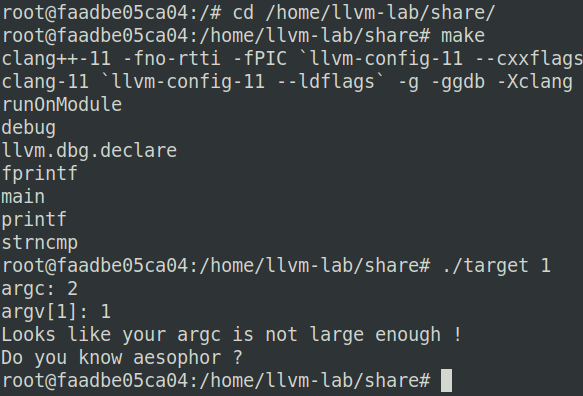 root@faadbe05ca04:/# cd /root/llvm-lab/share/
root@faadbe05ca04:/home/llvm-lab/share# make
clang++-11 -fno-rtti -fPIC `llvm-config-11 --cxxflags
clang-11 `llvm-config-11 --ldflags` -g -ggdb -Xclang
runOnModule
debug
llvm.dbg.declare
fprintf
main
printf
strncmp
root@faadbe05ca04:/home/llvm-lab/share# ./target 1
argc: 2
argv[1]: 1
Looks like your argc is not large enough !
Do you know aesophor ?
root@faadbe05ca04:/home/llvm-lab/share#